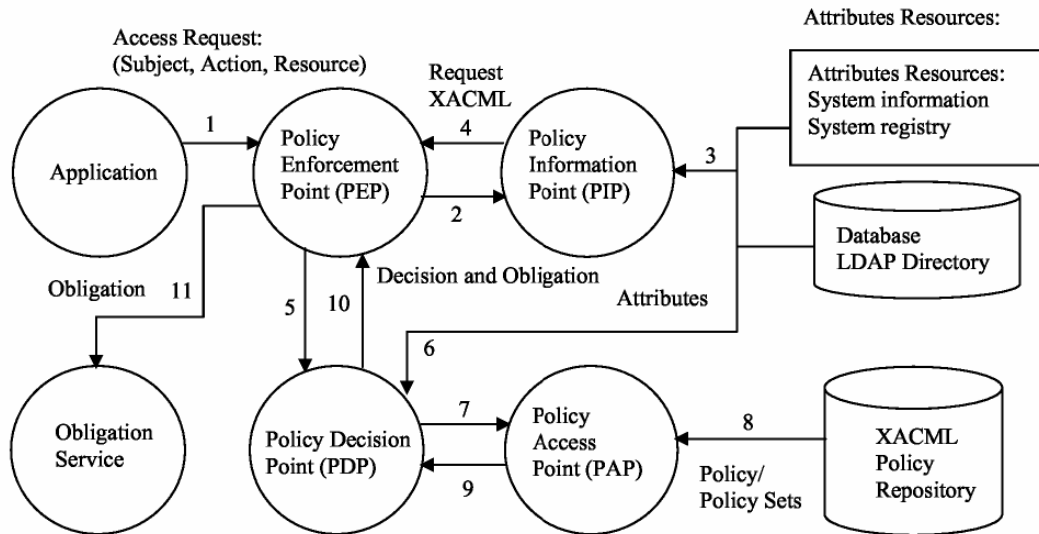 Attributes Resources:
Access Request:
(Subject, Action, Resource)
Request
XACML
Attributes Resources:
System information
System registry
1
4
3
2
Application
Policy
Enforcement
Point (PEP)
Policy
Information
Point (PIP)
Database
LDAP Directory
Obligation
11
5
10
Decision and Obligation
Attributes
6
Obligation
Service
Policy Decision
Point (PDP)
7
9
Policy
Access
Point (PAP)
8
Policy/
Policy Sets
XACML
Policy
Repository